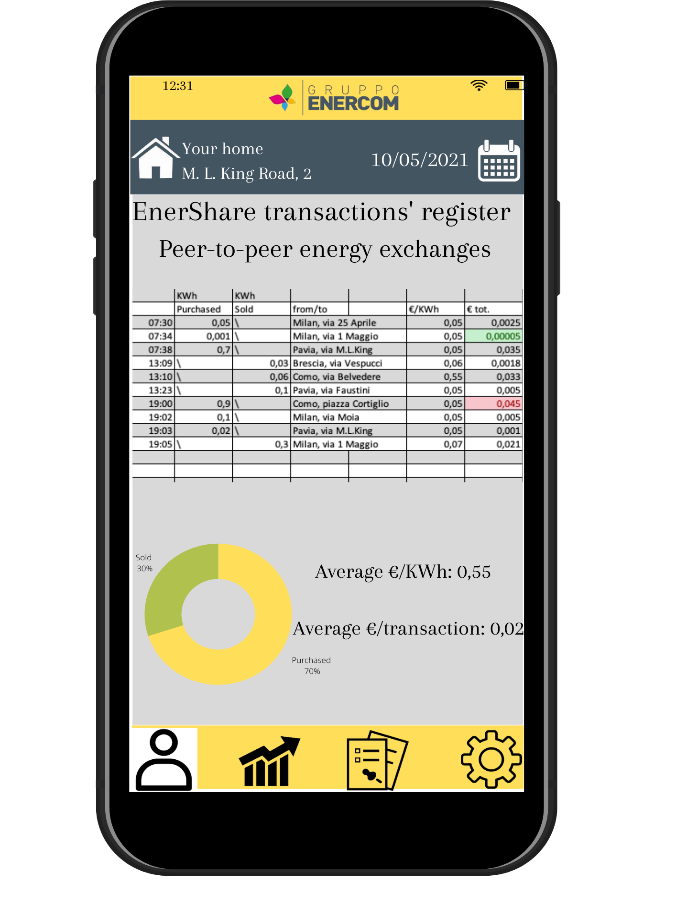 12:31
GRUPPO
ENERCOM
Your home
M. L. King Road, 2
10/05/2021
EnerShare transactions' register
Peer-to-peer energy exchanges
KWh KWh
Purchased Sold from/to €/KWh € tot.
07:30 0,05 \ Milan, via 25 Aprile 0,05 0,0025
07:34 0,001 \ Milan, via 1 Maggio 0,05 0,00005
07:38 0,7 \ Pavia, via M.L.King 0,05 0,035
13:09 \ 0,03 Brescia, via Vespucci 0,06 0,0018
13:10 \ 0,06 Como, via Belvedere 0,55 0,033
13:23 \ 0,1 Pavia, via Faustini 0,05 0,005
19:00 0,9 \ Como, piazza Cortiglio 0,05 0,045
19:02 0,1 \ Milan, via Moia 0,05 0,005
19:03 0,02 \ Pavia, via M.L.King 0,05 0,001
19:05 \ 0,3 Milan, via 1 Maggio 0,07 0,021
Sold
30%
Average €/KWh: 0,55
Average €/transaction: 0,02
Purchased
70%